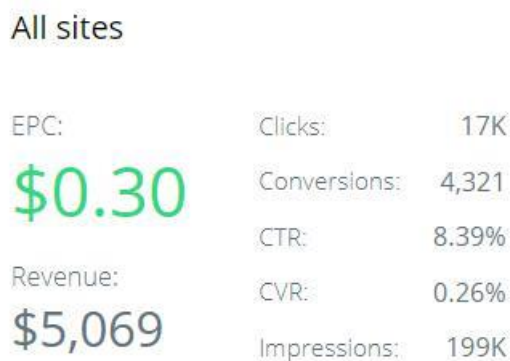 All sites
EPC:
$0.30
Revenue:
$5,069
Clicks: 17K
Conversions: 4,321
CTR: 8.39%
CVR: 0.26%
Impressions: 199K